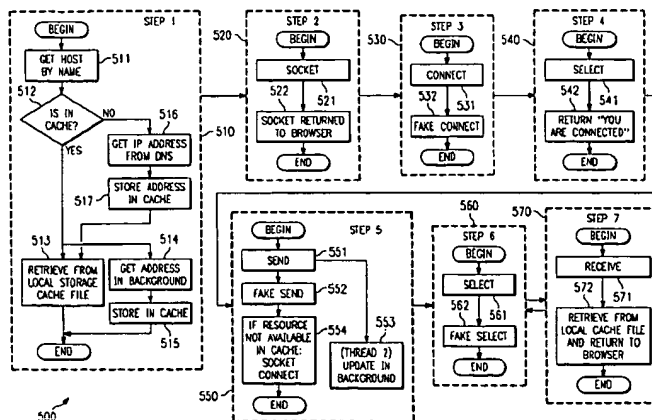 STEP 1
BEGIN
GET HOST
BY NAME
511
512
IS IN
CACHE?
NO
YES
516
GET IP ADDRESS
FROM DNS
510
517
STORE ADDRESS
IN CACHE
513
RETRIEVE FROM
LOCAL STORAGE
CACHE FILE
514
GET ADDRESS
IN BACKGROUND
STORE IN CACHE
515
END
500
520
STEP 2
BEGIN
SOCKET
522
521
SOCKET RETURNED
TO BROWSER
END
530
STEP 3
BEGIN
CONNECT
532
531
FAKE CONNECT
END
540
STEP 4
BEGIN
SELECT
542
541
RETURN "YOU
ARE CONNECTED"
END
STEP 5
BEGIN
SEND
551
FAKE SEND
552
IF RESOURCE
NOT AVAILABLE
IN CACHE:
SOCKET
CONNECT
554
553
(THREAD 2)
UPDATE IN
BACKGROUND
550
END
560
STEP 6
BEGIN
SELECT
562
561
FAKE SELECT
END
570
STEP 7
BEGIN
RECEIVE
572
571
RETRIEVE FROM
LOCAL CACHE FILE
AND RETURN TO
BROWSER
END